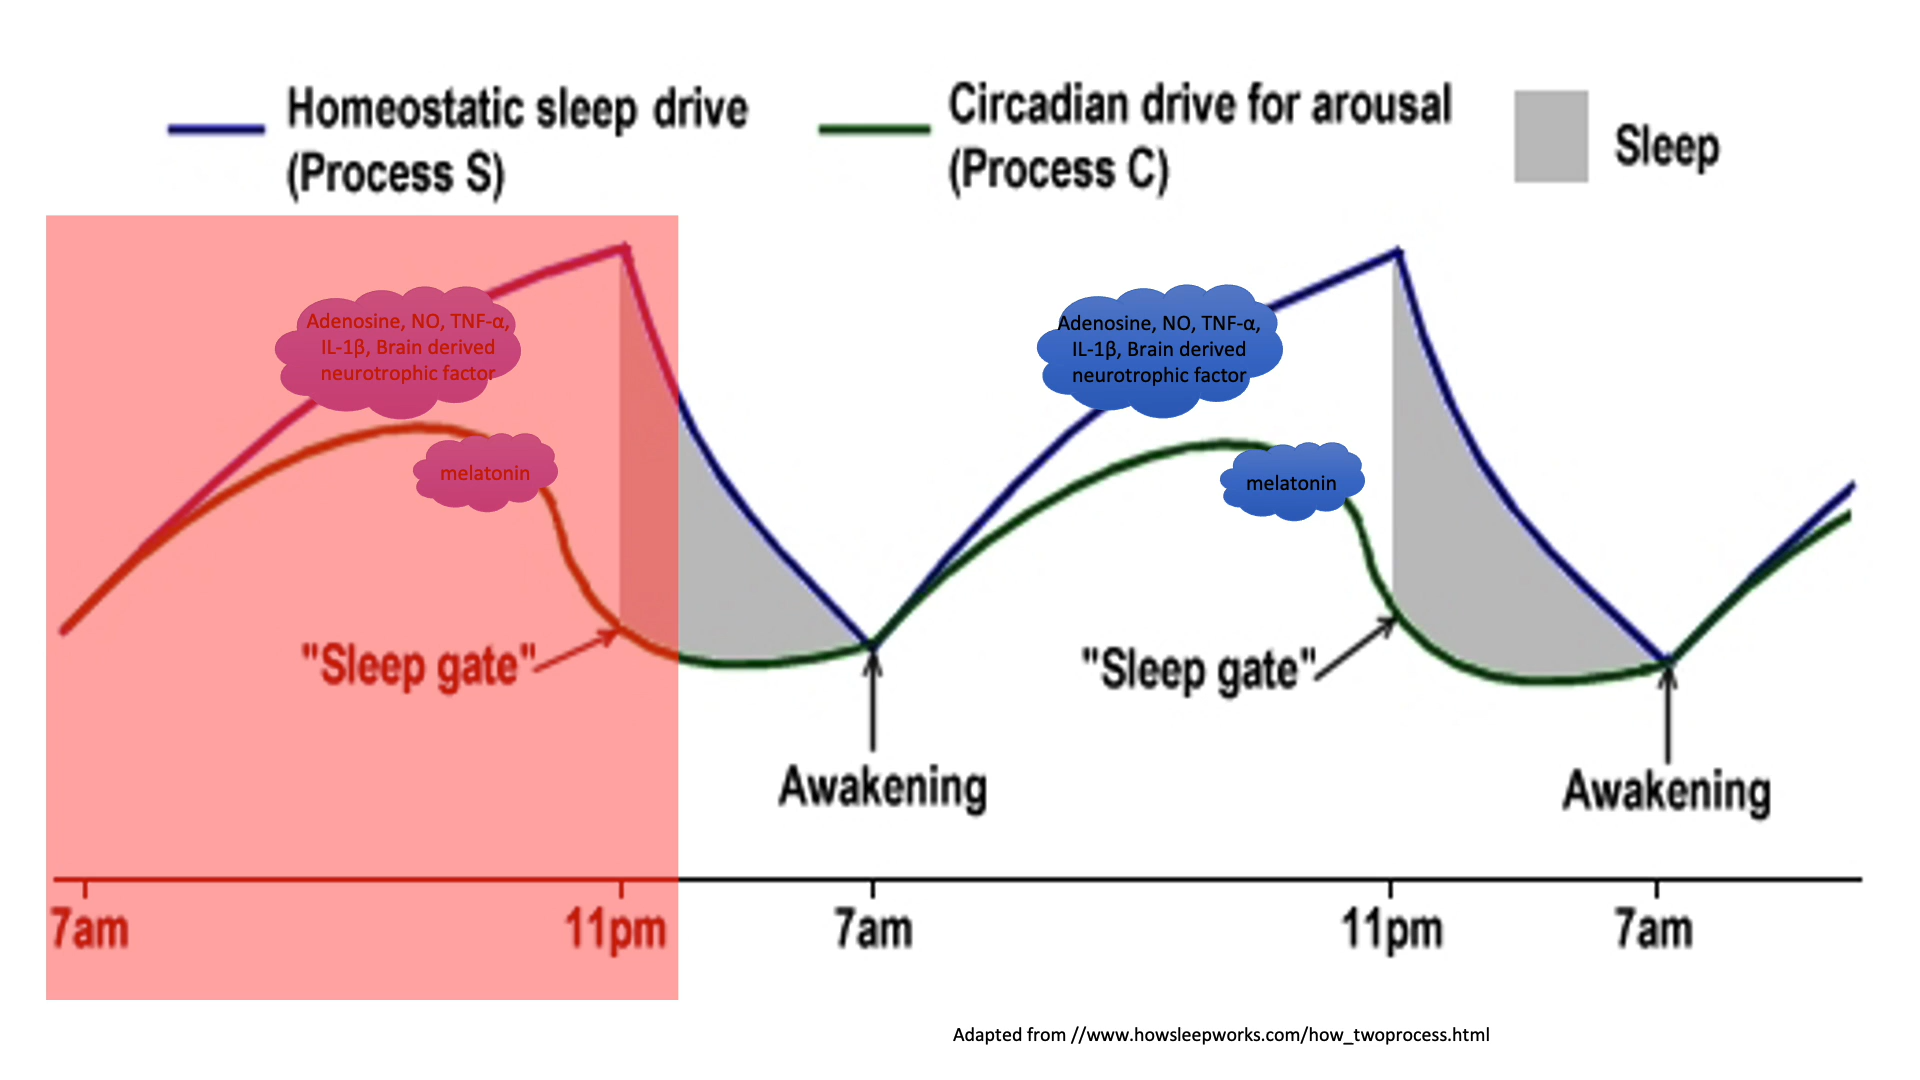 Homeostatic sleep drive
(Process S)
Circadian drive for arousal
(Process C)
Sleep
Adenosine, NO, TNF-α,
IL-1β, Brain derived
neurotrophic factor
melatonin
"Sleep gate"
Awakening
Adenosine, NO, TNF-α,
IL-1β, Brain derived
neurotrophic factor
melatonin
"Sleep gate"
Awakening
7am 11pm 7am 11pm 7am
Adapted from //www.howsleepworks.com/how_twoprocess.html